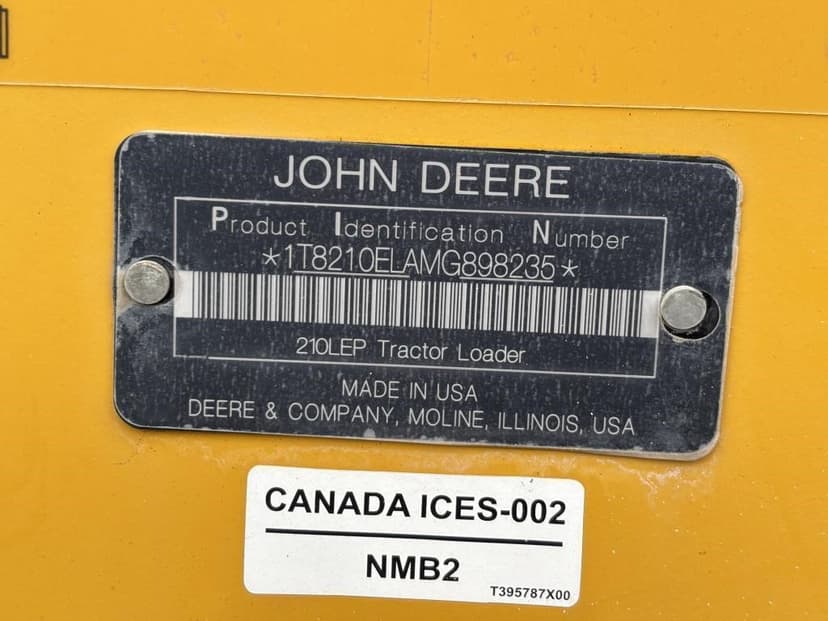 JOHN DEERE
Product Identification Number
*1T8210ELAMG898235*
210LEP Tractor Loader
MADE IN USA
DEERE & COMPANY, MOLINE, ILLINOIS, USA
CANADA ICES-002
NMB2
T395787X00